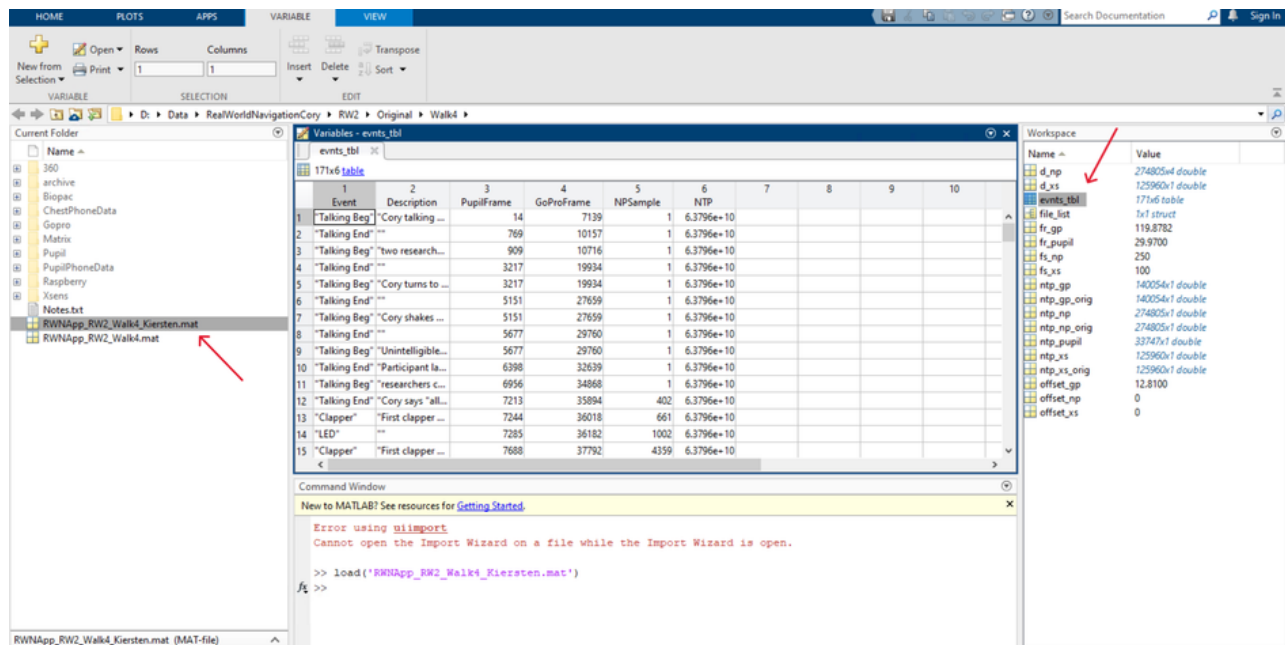 HOME PLOTS APPS VARIABLE VIEW
Search Documentation Sign In
New from Selection
Open
Print
Rows Columns
1 1
Insert Delete
Transpose
Sort
VARIABLE SELECTION EDIT
D: Data RealWorldNavigationCory RW2 Original Walk4
Current Folder
Name
360
archive
Biopac
ChestPhoneData
Gopro
Matrix
Pupil
PupilPhoneData
Raspberry
Xsens
Notes.txt
RWNApp_RW2_Walk4_Kiersten.mat
RWNApp_RW2_Walk4.mat
RWNApp_RW2_Walk4_Kiersten.mat (MAT-file)
Variables - evnts_tbl
evnts_tbl
171x6 table
1 2 3 4 5 6 7 8 9 10
Event Description PupilFrame GoProFrame NPSample NTP
1 "Talking Beg" "Cory talking ... 14 7139 1 6.3796e+10
2 "Talking End" "" 769 10157 1 6.3796e+10
3 "Talking Beg" "two research... 909 10716 1 6.3796e+10
4 "Talking End" "" 3217 19934 1 6.3796e+10
5 "Talking Beg" "Cory turns to ... 3217 19934 1 6.3796e+10
6 "Talking End" "" 5151 27659 1 6.3796e+10
7 "Talking Beg" "Cory shakes ... 5151 27659 1 6.3796e+10
8 "Talking End" "" 5677 29760 1 6.3796e+10
9 "Talking Beg" "Unintelligible... 5677 29760 1 6.3796e+10
10 "Talking End" "Participant la... 6398 32639 1 6.3796e+10
11 "Talking Beg" "researchers c... 6956 34868 1 6.3796e+10
12 "Talking End" "Cory says "all... 7213 35894 402 6.3796e+10
13 "Clapper" "First clapper ... 7244 36018 661 6.3796e+10
14 "LED" "" 7285 36182 1002 6.3796e+10
15 "Clapper" "First clapper ... 7688 37792 4359 6.3796e+10
Command Window
New to MATLAB? See resources for Getting Started.
Error using uiimport
Cannot open the Import Wizard on a file while the Import Wizard is open.
>> load('RWNApp_RW2_Walk4_Kiersten.mat')
fx >>
Workspace
Name Value
d_np 274805x4 double
d_xs 125960x1 double
evnts_tbl 171x6 table
file_list 1x1 struct
fr_gp 119.8782
fr_pupil 29.9700
fs_np 250
fs_xs 100
ntp_gp 140054x1 double
ntp_gp_orig 140054x1 double
ntp_np 274805x1 double
ntp_np_orig 274805x1 double
ntp_pupil 33747x1 double
ntp_xs 125960x1 double
ntp_xs_orig 125960x1 double
offset_gp 12.8100
offset_np 0
offset_xs 0